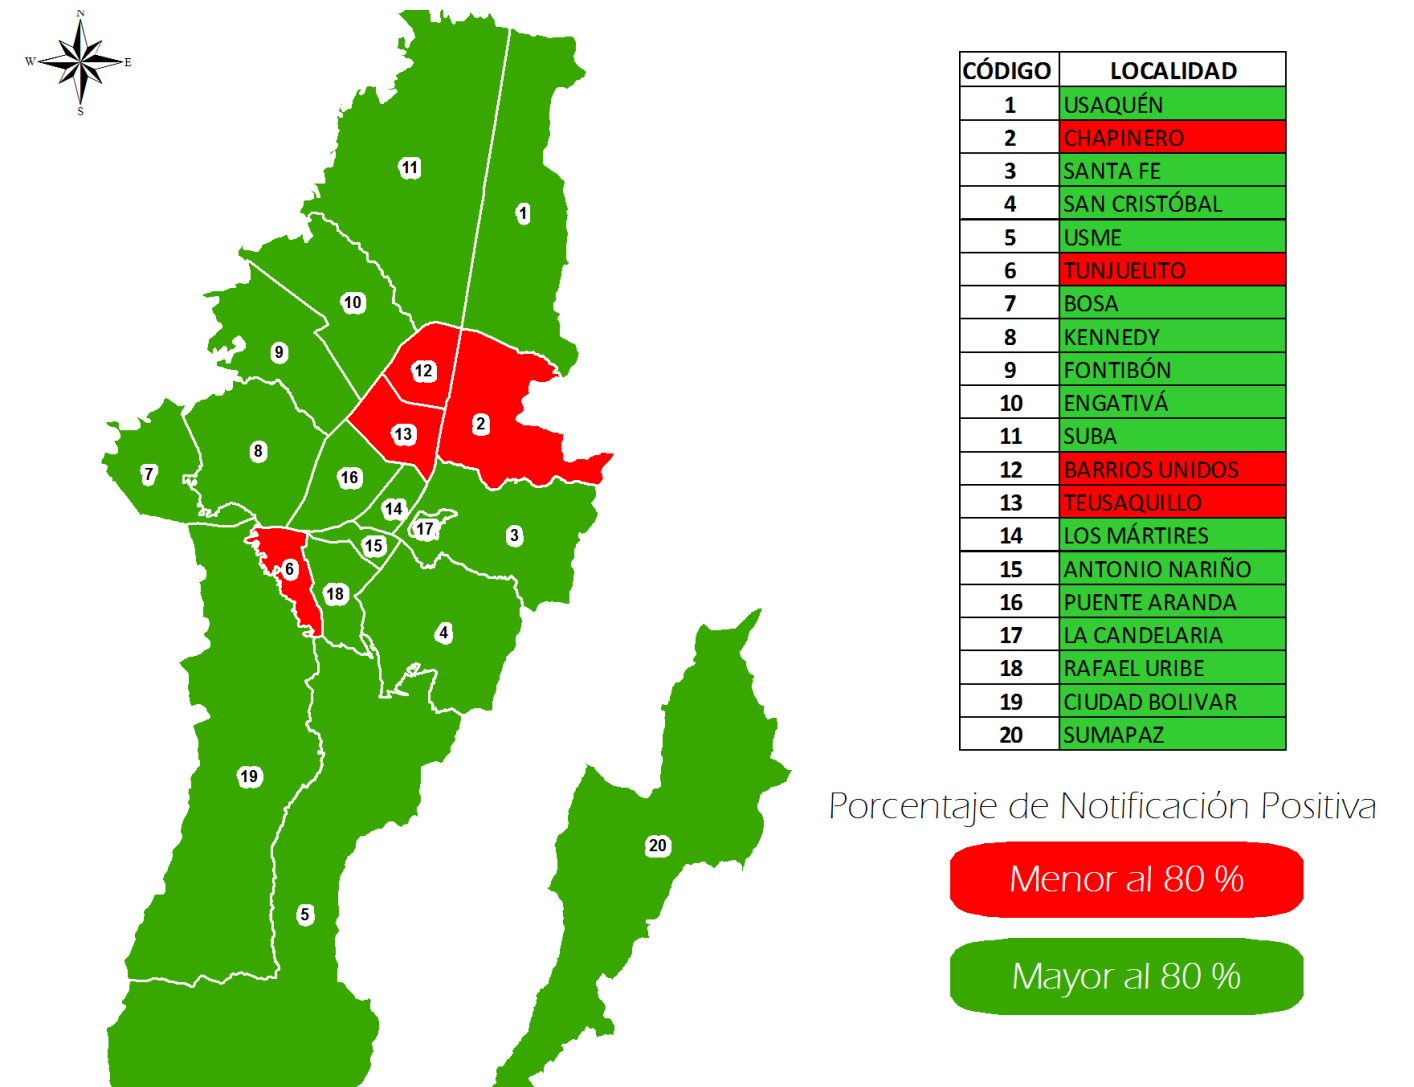 N
W E
S
11
1
10
9
12
2
13
8
7
16
14
17
3
15
6
18
4
19
20
5
CÓDIGO LOCALIDAD
1 USAQUÉN
2 CHAPINERO
3 SANTA FE
4 SAN CRISTÓBAL
5 USME
6 TUNJUELITO
7 BOSA
8 KENNEDY
9 FONTIBÓN
10 ENGATIVÁ
11 SUBA
12 BARRIOS UNIDOS
13 TEUSAQUILLO
14 LOS MÁRTIRES
15 ANTONIO NARIÑO
16 PUENTE ARANDA
17 LA CANDELARIA
18 RAFAEL URIBE
19 CIUDAD BOLIVAR
20 SUMAPAZ
Porcentaje de Notificación Positiva
Menor al 80 %
Mayor al 80 %